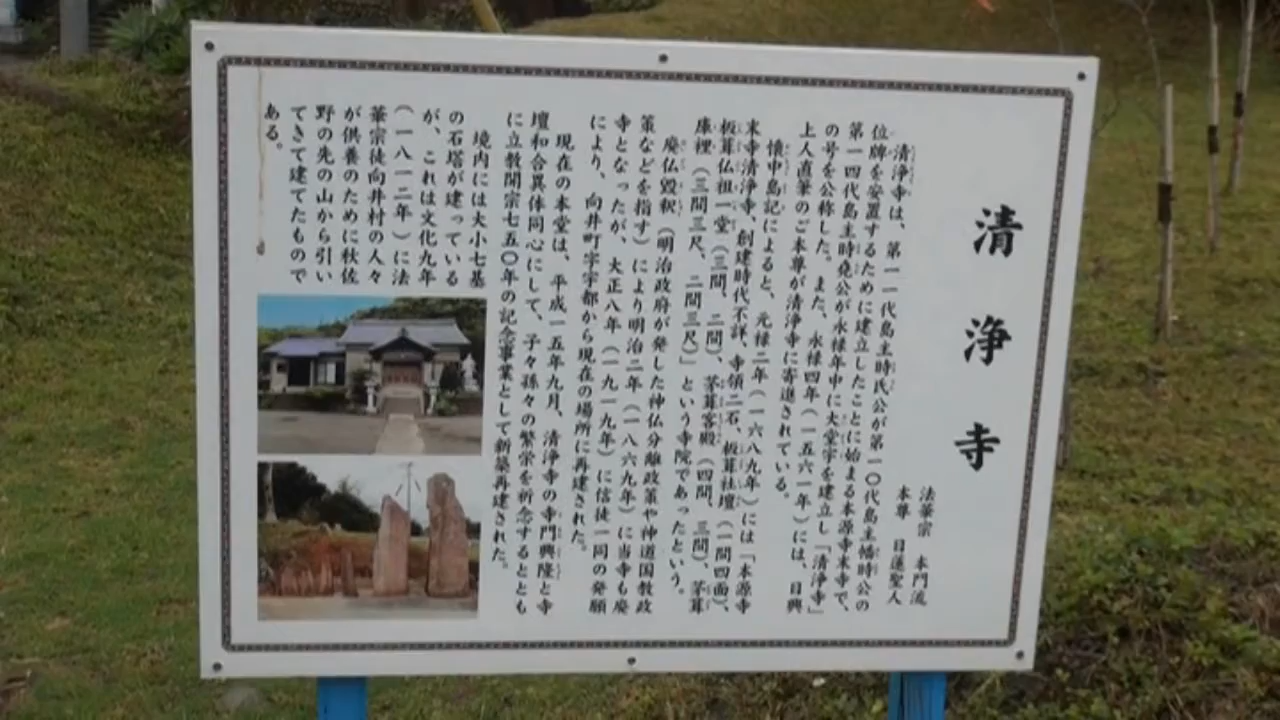 清浄寺
法華宗　本門流
本尊　日蓮聖人
清浄寺は、第一一代島主時氏公が第一〇代島主幡時公の
位牌を安置するために建立したことに始まる本源寺末寺で、
第一四代島主時堯公が永禄年中に大堂宇を建立し「清浄寺」
の号を公称した。また、永禄四年（一五六一年）には、日興
上人直筆のご本尊が清浄寺に寄進されている。
懐中島記によると、元禄二年（一六八九年）には「本源寺
末寺清浄寺、創建時代不詳、寺領二石、板葺社壇（一間四面）、
板葺仏祖一堂（三間、二間）、茅葺客殿（四間、三間）、茅葺
庫裡（三間三尺、二間三尺）」という寺院であったという。
廃仏毀釈（明治政府が発した神仏分離政策や神道国教政
策などを指す）により明治二年（一八六九年）に当寺も廃
寺となったが、大正八年（一九一九年）に信徒一同の発願
により、向井町字宇都から現在の場所に再建された。
現在の本堂は、平成一五年九月、清浄寺の寺門興隆と寺
壇和合異体同心にして、子々孫々の繁栄を祈念するととも
に立教開宗七五〇年の記念事業として新築再建された。
境内には大小七基
の石塔が建っている
が、これは文化九年
（一八一二年）に法
華宗徒向井村の人々
が供養のために秋佐
野の先の山から引い
てきて建てたもので
ある。